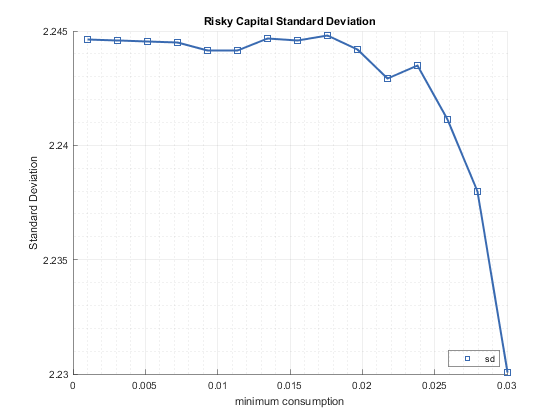 Risky Capital Standard Deviation
2.245
2.24
2.235
2.23
Standard Deviation
0
0.005
0.01
0.015
0.02
0.025
0.03
minimum consumption
sd